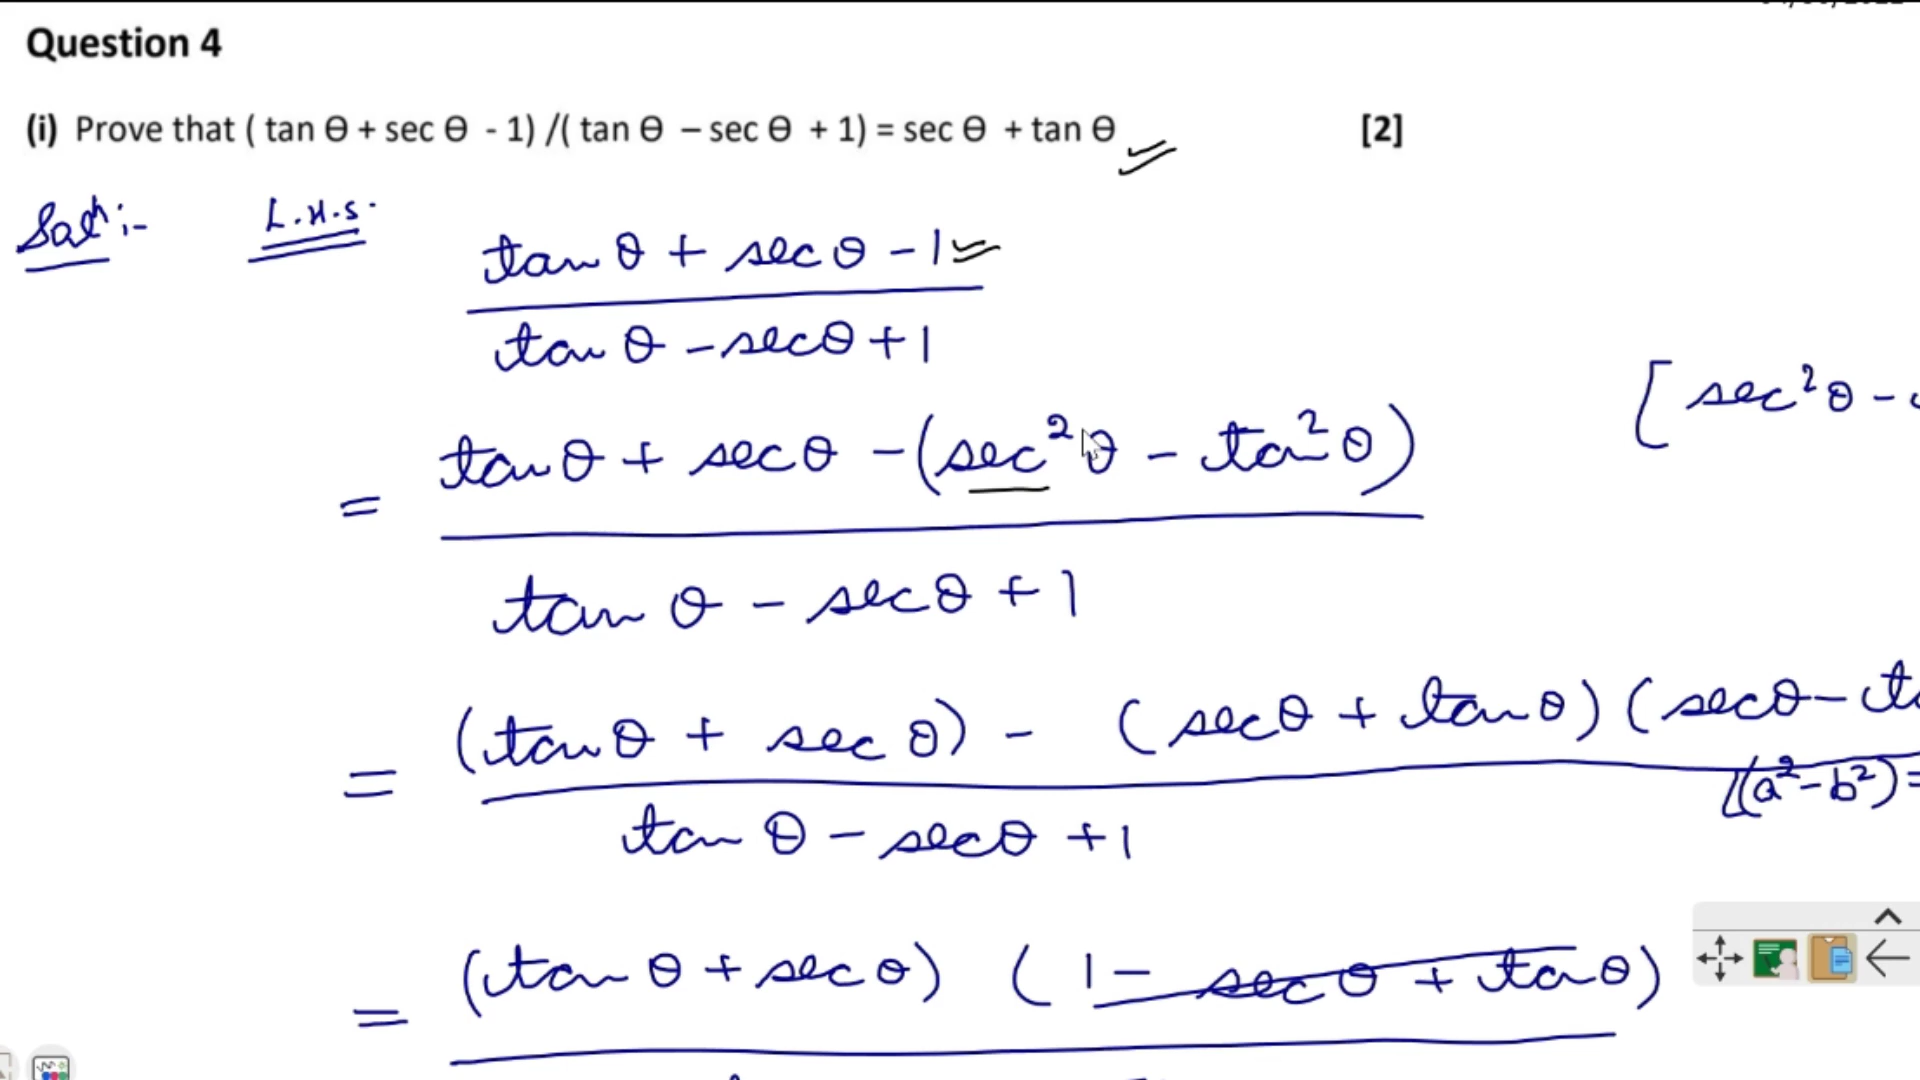 Question 4
(i) Prove that ( tan Ɵ + sec Ɵ - 1) /( tan Ɵ – sec Ɵ + 1) = sec Ɵ + tan Ɵ [2]
Solⁿ :- L.H.S.
tan θ + sec θ - 1
tan θ - sec θ + 1
[ sec²θ -
tan θ + sec θ - (sec²θ - tan²θ)
=
tan θ - sec θ + 1
(tan θ + sec θ) - (sec θ + tan θ) (sec θ -
=
[(a²-b²) =
tan θ - sec θ + 1
(tan θ + sec θ) (1 - sec θ + tan θ)
=